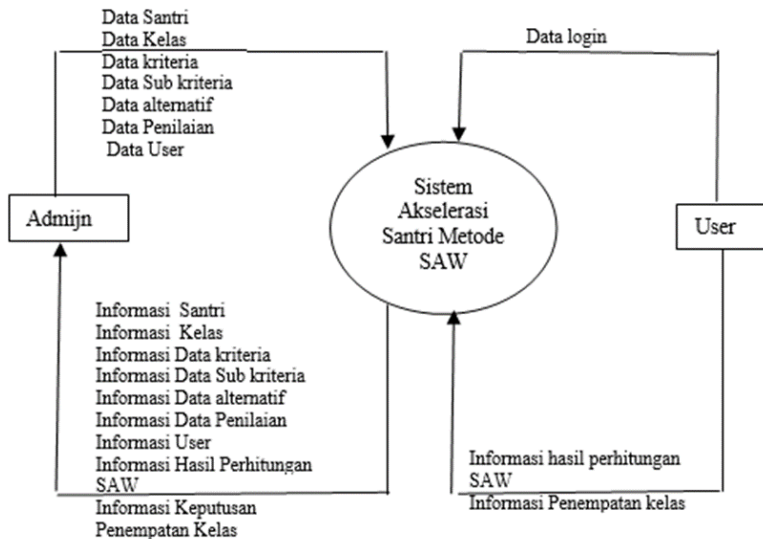 Data Santri
Data Kelas
Data kriteria
Data Sub kriteria
Data alternatif
Data Penilaian
Data User
Data login
Admijn
Sistem
Akselerasi
Santri Metode
SAW
User
Informasi Santri
Informasi Kelas
Informasi Data kriteria
Informasi Data Sub kriteria
Informasi Data alternatif
Informasi Data Penilaian
Informasi User
Informasi Hasil Perhitungan
SAW
Informasi Keputusan
Penempatan Kelas
Informasi hasil perhitungan
SAW
Informasi Penempatan kelas